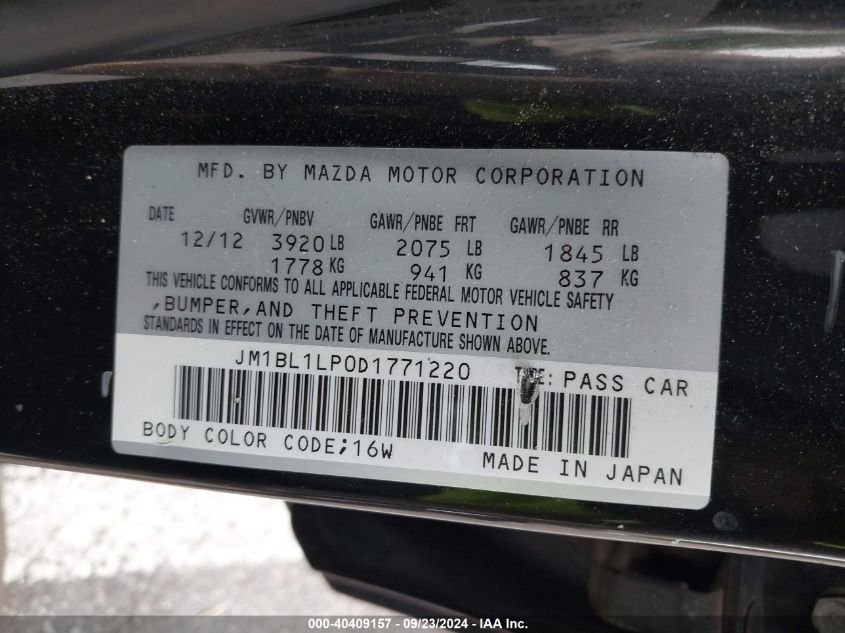 MFD. BY MAZDA MOTOR CORPORATION
DATE GVWR/PNBV GAWR/PNBE FRT GAWR/PNBE RR
12/12 3920 LB 2075 LB 1845 LB
1778 KG 941 KG 837 KG
THIS VEHICLE CONFORMS TO ALL APPLICABLE FEDERAL MOTOR VEHICLE SAFETY
,BUMPER,AND THEFT PREVENTION
STANDARDS IN EFFECT ON THE DATE OF MANUFACTURE SHOWN ABOVE.
JM1BL1LP0D1771220 PASS CAR
BODY COLOR CODE;16W MADE IN JAPAN
000-40409157 - 09/23/2024 - IAAI Inc.